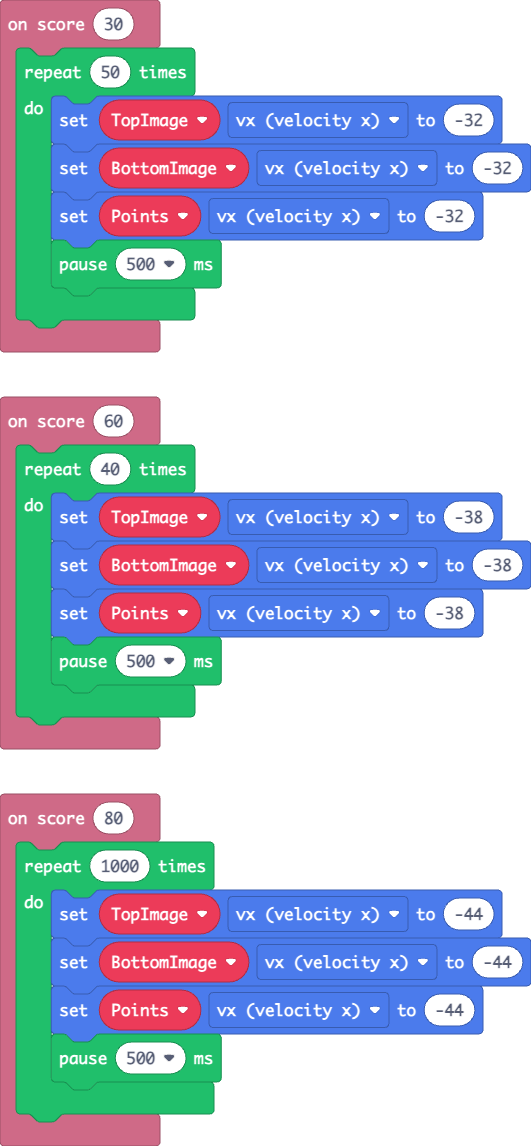 on score 30
repeat 50 times
do
set TopImage vx (velocity x) to -32
set BottomImage vx (velocity x) to -32
set Points vx (velocity x) to -32
pause 500 ms
on score 60
repeat 40 times
do
set TopImage vx (velocity x) to -38
set BottomImage vx (velocity x) to -38
set Points vx (velocity x) to -38
pause 500 ms
on score 80
repeat 1000 times
do
set TopImage vx (velocity x) to -44
set BottomImage vx (velocity x) to -44
set Points vx (velocity x) to -44
pause 500 ms